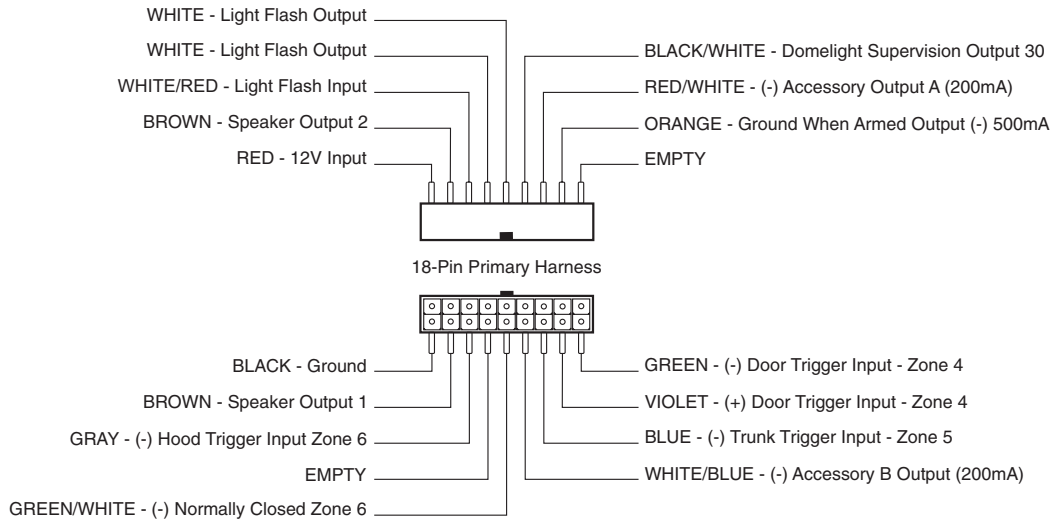 WHITE - Light Flash Output
WHITE - Light Flash Output
WHITE/RED - Light Flash Input
BROWN - Speaker Output 2
RED - 12V Input
BLACK/WHITE - Domelight Supervision Output 30
RED/WHITE - (-) Accessory Output A (200mA)
ORANGE - Ground When Armed Output (-) 500mA
EMPTY
18-Pin Primary Harness
BLACK - Ground
BROWN - Speaker Output 1
GRAY - (-) Hood Trigger Input Zone 6
EMPTY
GREEN/WHITE - (-) Normally Closed Zone 6
GREEN - (-) Door Trigger Input - Zone 4
VIOLET - (+) Door Trigger Input - Zone 4
BLUE - (-) Trunk Trigger Input - Zone 5
WHITE/BLUE - (-) Accessory B Output (200mA)